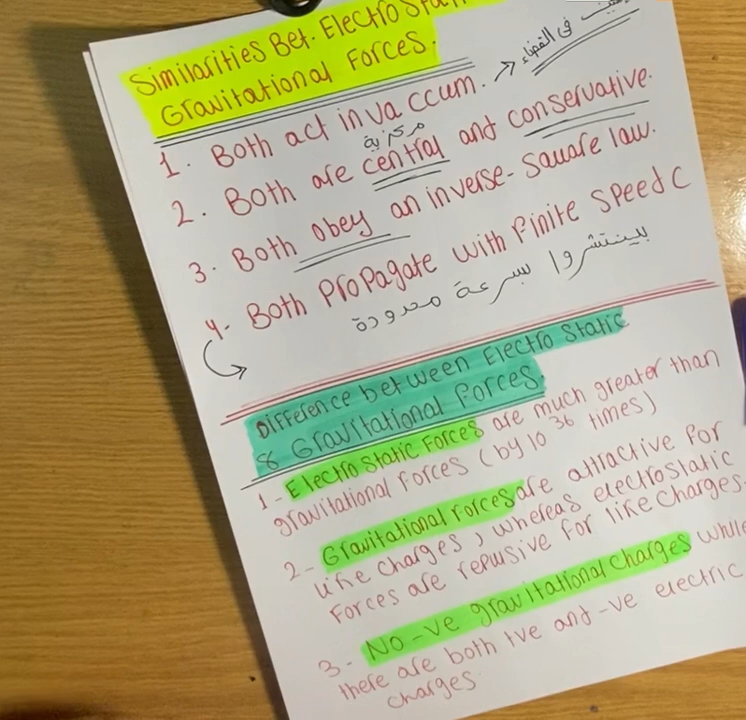 Similarities Bet. Electro
Gravitational Forces.
1. Both act in vaccum. → فى الفضاء
مركزية
2. Both are central and conservative.
3. Both obey an inverse-square law.
4- Both Propagate with finite speed C
بينتشروا بسرعة محدودة
Difference between Electro Static
& Gravitational Forces.
1- Electro Static Forces are much greater than
gravitational Forces (by 10^36 times)
2- Gravitational Forces are attractive for
like charges, whereas electrostatic
Forces are repulsive for like charges.
3- No -ve gravitational Charges while
there are both +ve and -ve electric
charges.